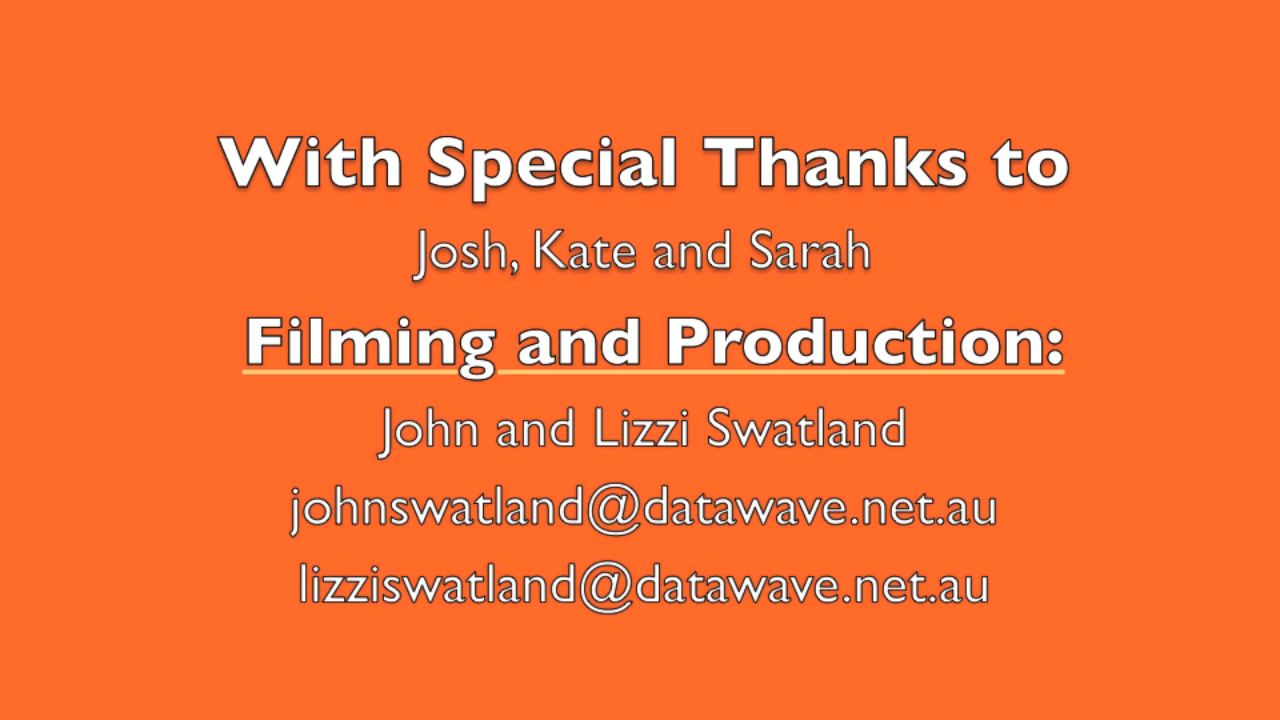 With Special Thanks to
Josh, Kate and Sarah
Filming and Production:
John and Lizzi Swatland
johnswatland@datawave.net.au
lizziswatland@datawave.net.au